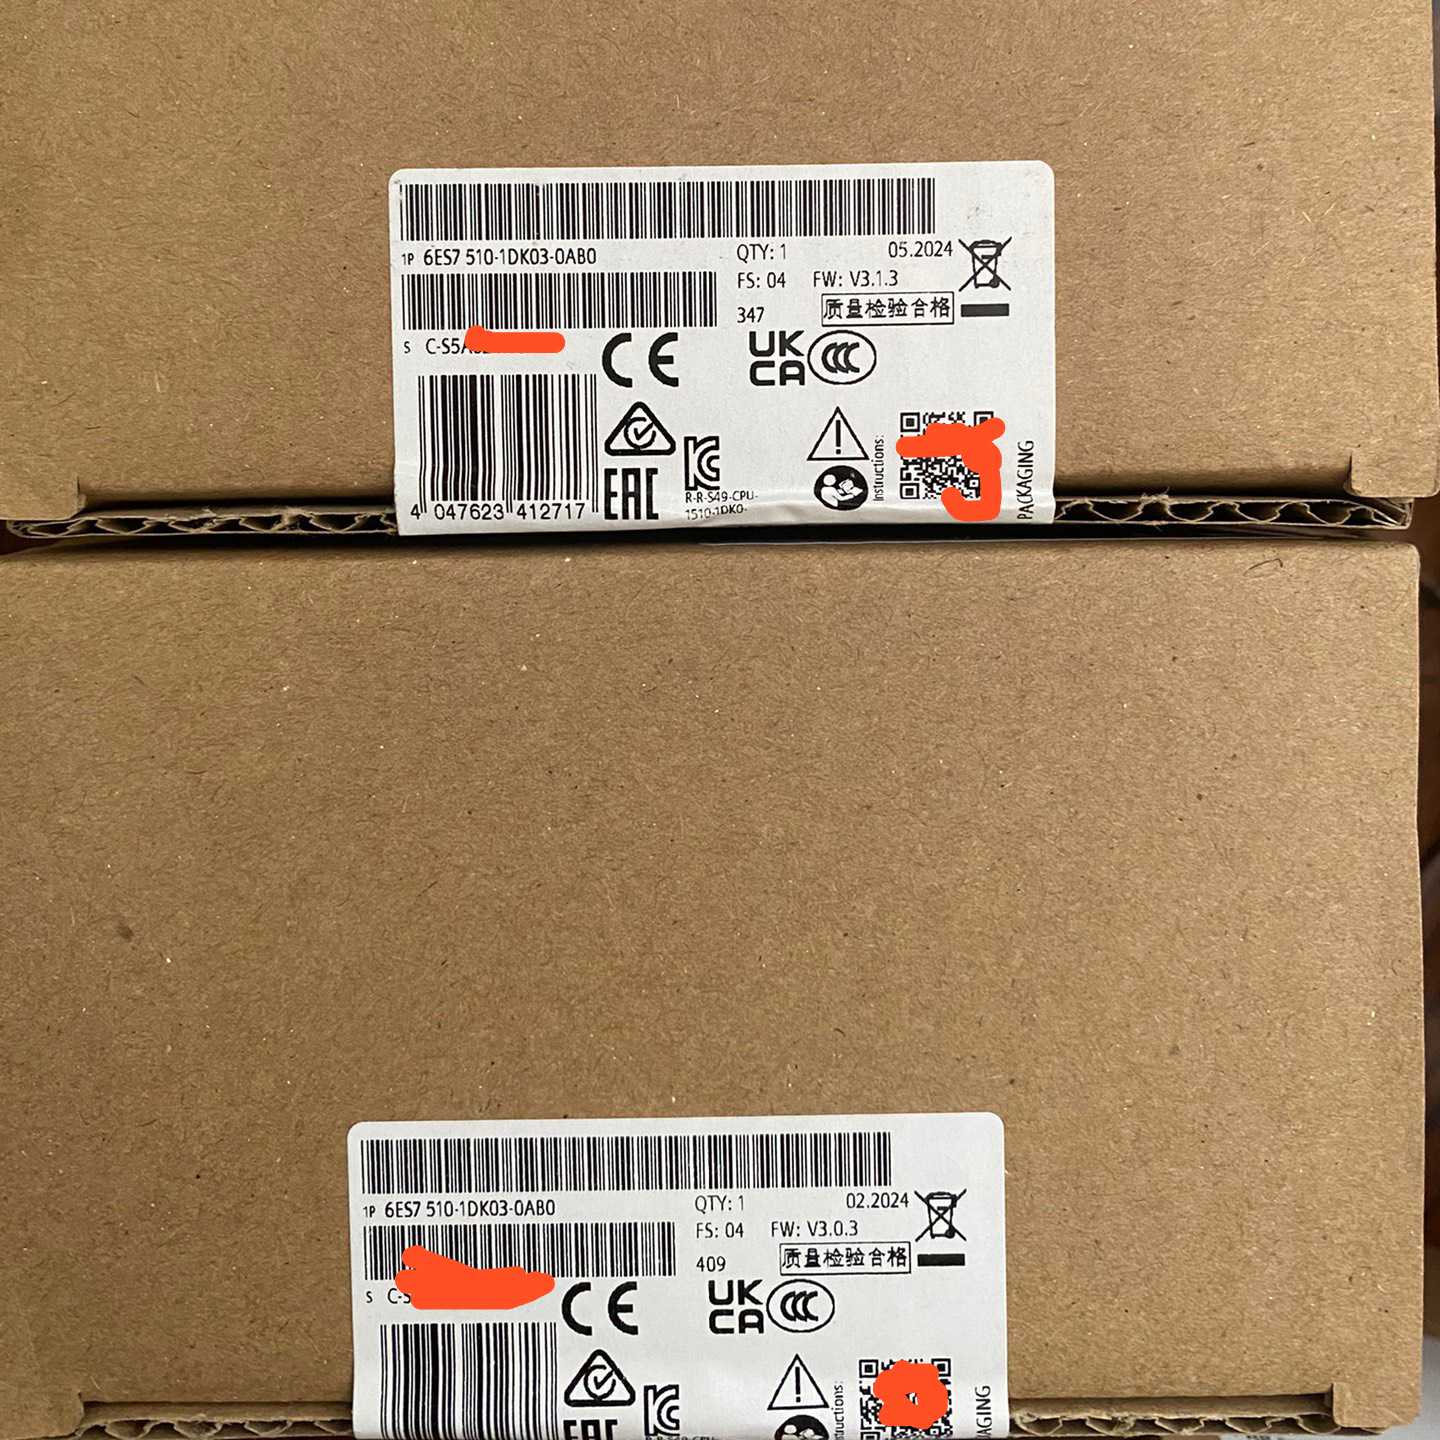 1P 6ES7 510-1DK03-0AB0
QTY: 1
05.2024
FS: 04
FW: V3.1.3
347
质量检验合格
S
CE
UK
CA
CCC
Instructions:
PACKAGING
EAC
R-R-S49-CPU-
1510-1DK0-
4 047623 412717
1P 6ES7 510-1DK03-0AB0
QTY: 1
02.2024
FS: 04
FW: V3.0.3
409
质量检验合格
S
CE
UK
CA
CCC